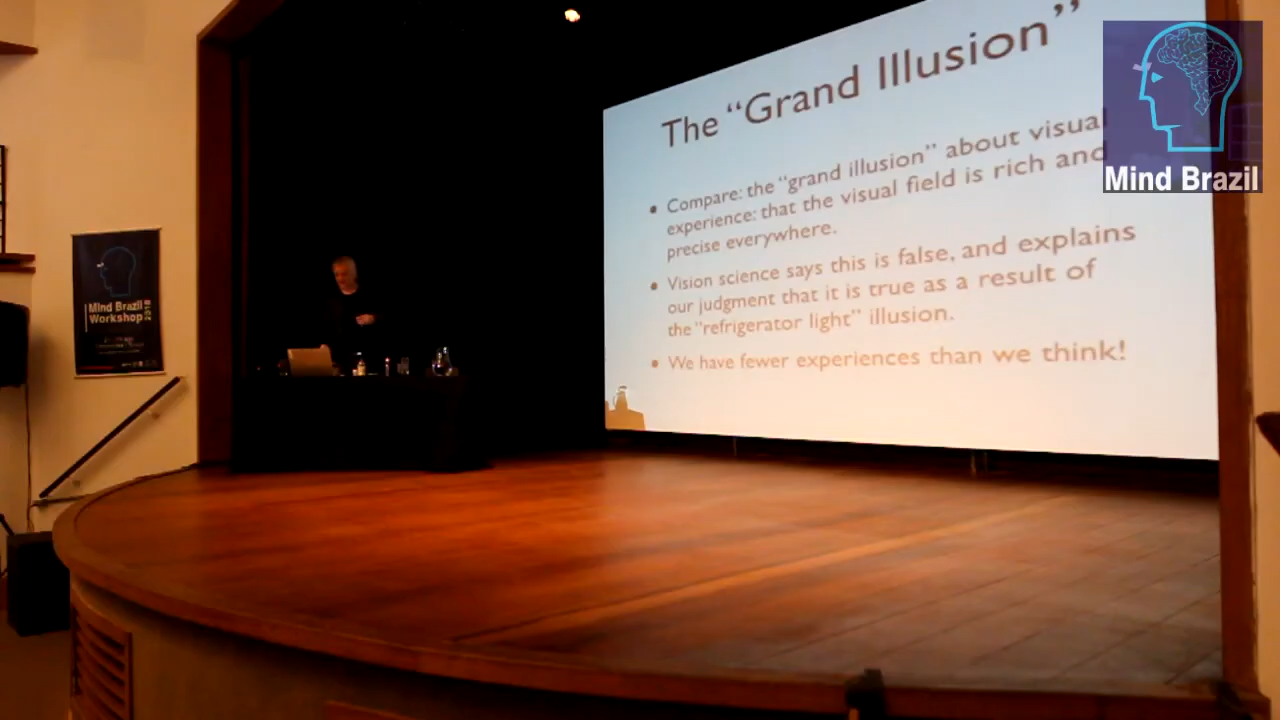 The “Grand Illusion”
• Compare: the “grand illusion” about visual
experience: that the visual field is rich and
precise everywhere.
• Vision science says this is false, and explains
our judgment that it is true as a result of
the “refrigerator light” illusion.
• We have fewer experiences than we think!
Mind Brazil
Mind Brazil
Workshop
2018